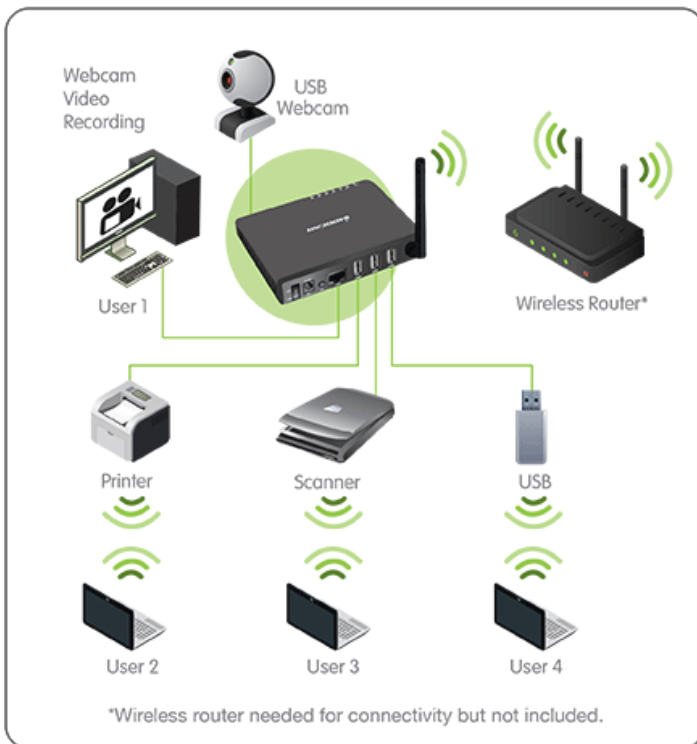 Webcam
Video
Recording
USB
Webcam
User 1
Wireless Router*
Printer
Scanner
USB
User 2
User 3
User 4
*Wireless router needed for connectivity but not included.